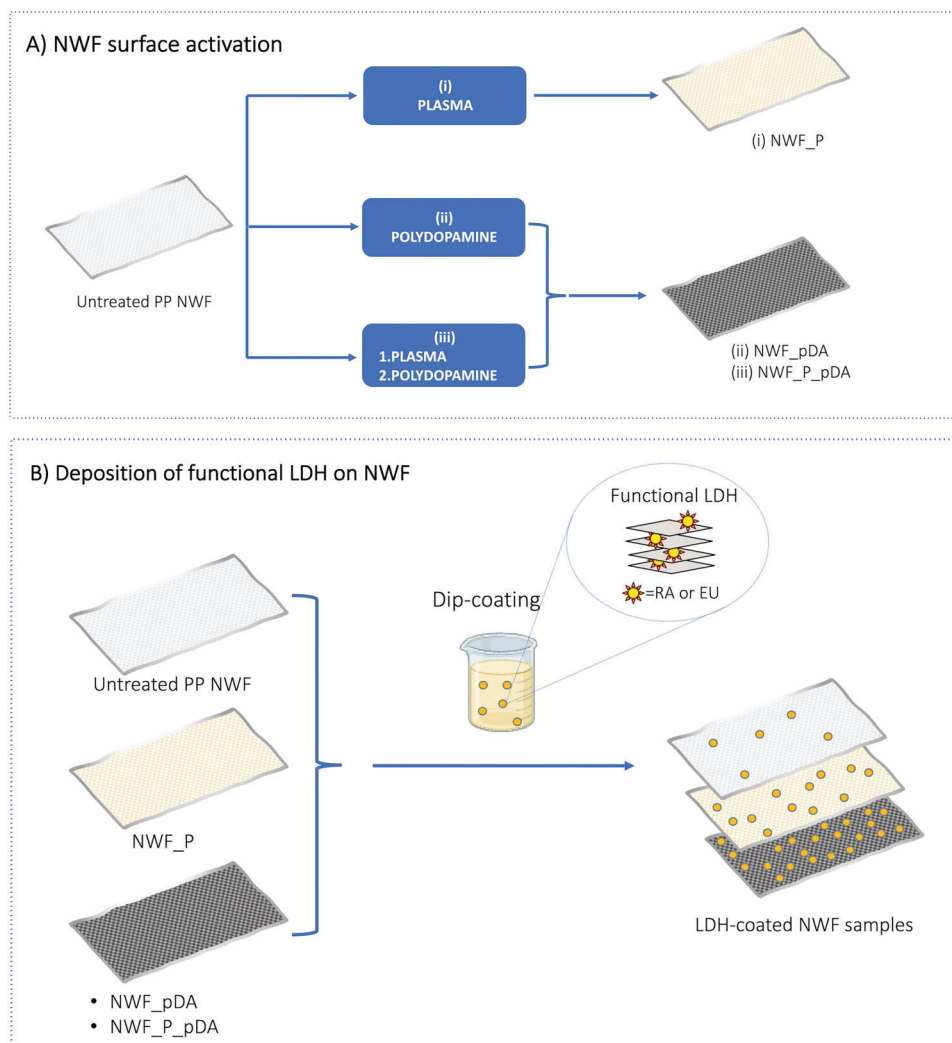 A) NWF surface activation
(i)
PLASMA
(i) NWF_P
(ii)
POLYDOPAMINE
Untreated PP NWF
(iii)
1.PLASMA
2.POLYDOPAMINE
(ii) NWF_pDA
(iii) NWF_P_pDA
B) Deposition of functional LDH on NWF
Functional LDH
=RA or EU
Dip-coating
Untreated PP NWF
NWF_P
LDH-coated NWF samples
• NWF_pDA
• NWF_P_pDA